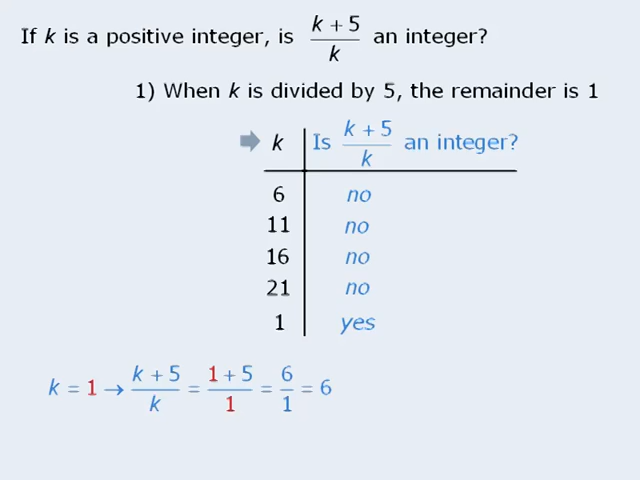 If k is a positive integer, is (k + 5)/k an integer?
1) When k is divided by 5, the remainder is 1
k Is (k + 5)/k an integer?
6 no
11 no
16 no
21 no
1 yes
k = 1 → (k + 5)/k = (1 + 5)/1 = 6/1 = 6